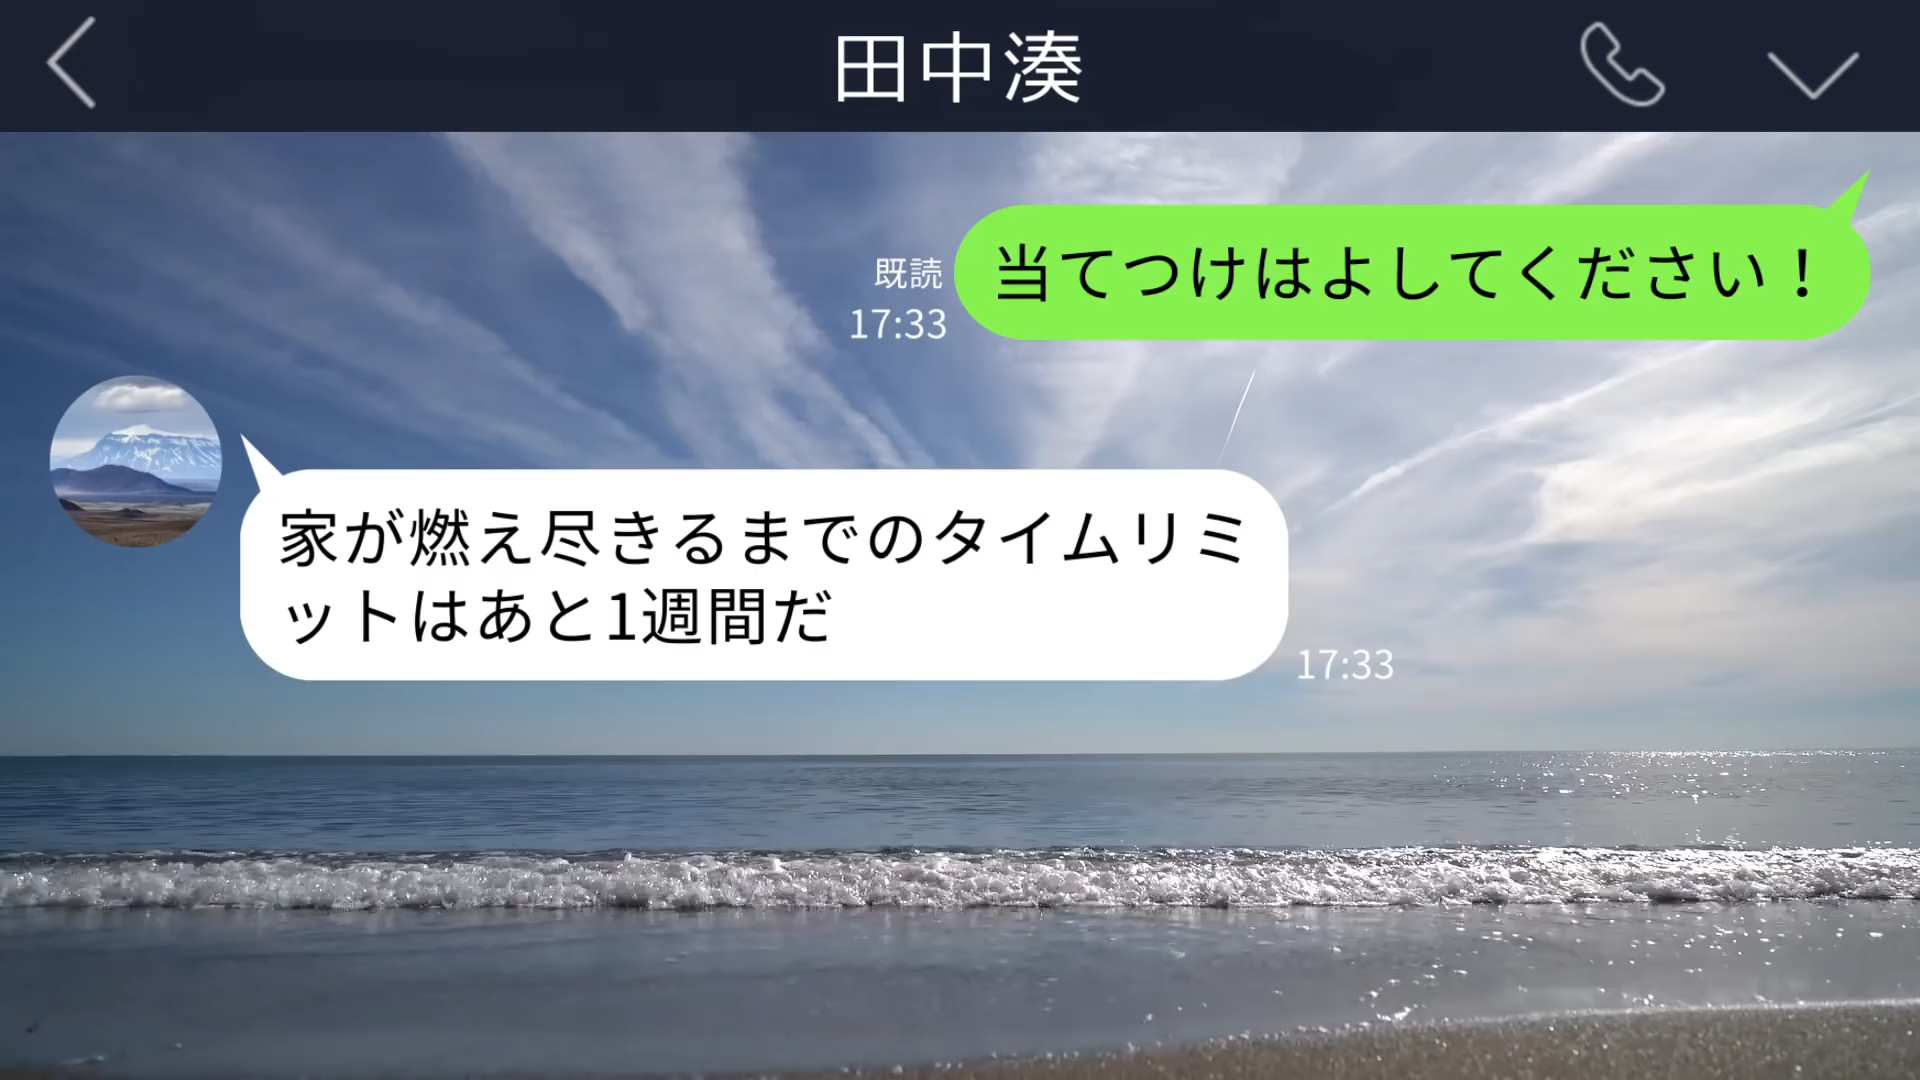 田中湊
当てつけはよしてください！
既読
17:33
家が燃え尽きるまでのタイムリミ
ットはあと1週間だ
17:33